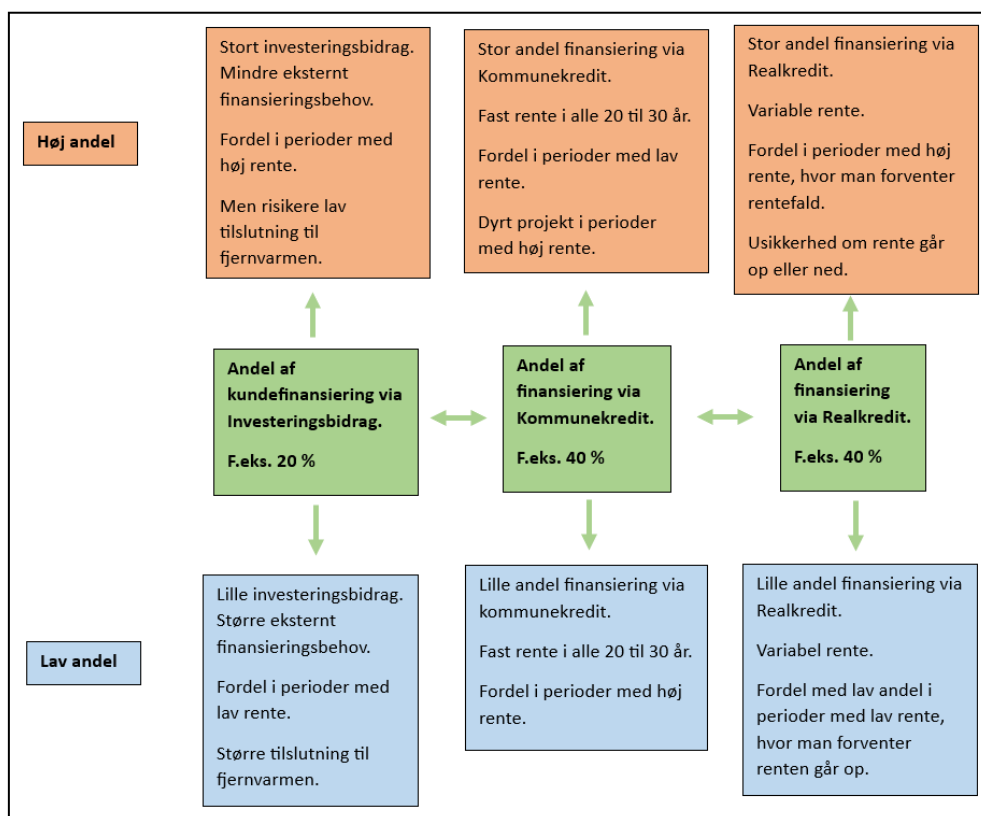 Høj andel
Stort investeringsbidrag.
Mindre eksternt
finansieringsbehov.
Fordel i perioder med
høj rente.
Men risikere lav
tilslutning til
fjernvarmen.
Stor andel finansiering via
Kommunekredit.
Fast rente i alle 20 til 30 år.
Fordel i perioder med lav
rente.
Dyrt projekt i perioder
med høj rente.
Stor andel finansiering via
Realkredit.
Variable rente.
Fordel i perioder med høj
rente, hvor man forventer
rentefald.
Usikkerhed om rente går
op eller ned.
Andel af
kundefinansiering via
Investeringsbidrag.
F.eks. 20 %
Andel af
finansiering via
Kommunekredit.
F.eks. 40 %
Andel af
finansiering
via Realkredit.
F.eks. 40 %
Lav andel
Lille investeringsbidrag.
Større eksternt
finansieringsbehov.
Fordel i perioder med
lav rente.
Større tilslutning til
fjernvarmen.
Lille andel finansiering via
kommunekredit.
Fast rente i alle 20 til 30 år.
Fordel i perioder med høj
rente.
Lille andel finansiering via
Realkredit.
Variabel rente.
Fordel med lav andel i
perioder med lav rente,
hvor man forventer
renten går op.